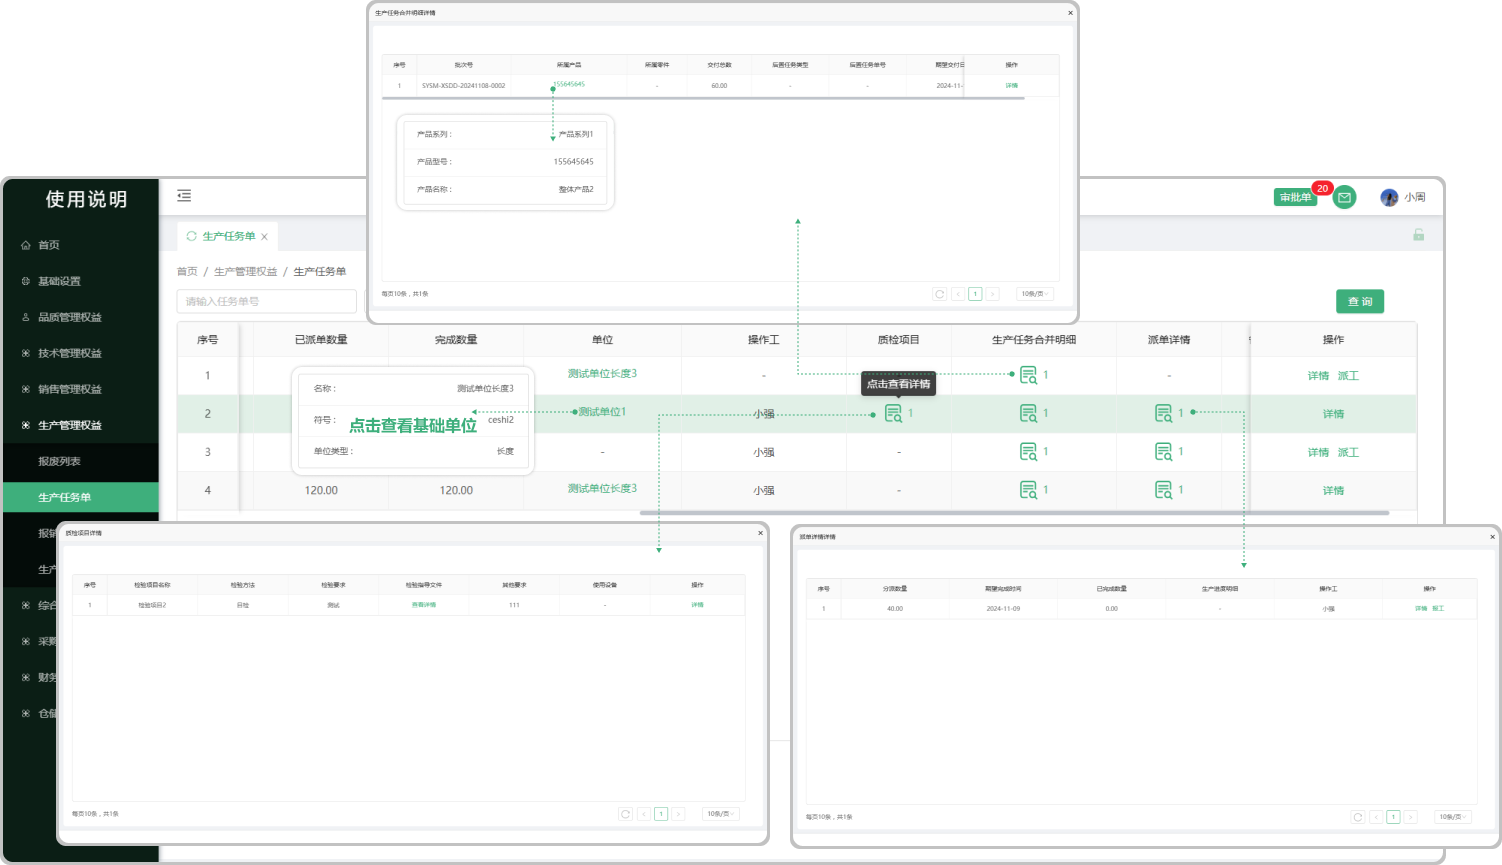 生产任务合并明细详情 ×
序号 批次号 所属产品 所属零件 交付总数 后置任务类型 后置任务单号 期望交付日 操作
1 SYSM-XSDD-20241108-0002 155645645 - 60.00 - - 2024-11- 详情
产品系列： 产品系列1
产品型号： 155645645
产品名称： 整体产品2
每页10条，共1条 1 10条/页
使用说明
首页
基础设置
品质管理权益
技术管理权益
销售管理权益
生产管理权益
报废列表
生产任务单
报销
生产
综合
采购
财务
仓储
审批单 20 小周
生产任务单 ×
首页 / 生产管理权益 / 生产任务单
请输入任务单号 查 询
序号 已派单数量 完成数量 单位 操作工 质检项目 生产任务合并明细 派单详情 操作
1 测试单位长度3 - 1 - 详情 派工
点击查看详情
2 测试单位1 小强 1 1 1 详情
3 - 小强 - 1 1 详情 派工
4 120.00 120.00 测试单位长度3 小强 - 1 1 详情
名称： 测试单位长度3
符号： ceshi2
点击查看基础单位
单位类型： 长度
质检项目详情 ×
序号 检验项目名称 检验方法 检验要求 检验指导文件 其他要求 使用设备 操作
1 检验项目2 目检 测试 查看详情 111 - 详情
每页10条，共1条 1 10条/页
派单详情详情 ×
序号 分派数量 期望完成时间 已完成数量 生产进度明细 操作工 操作
1 40.00 2024-11-09 0.00 - 小强 详情 报工
每页10条，共1条 1 10条/页